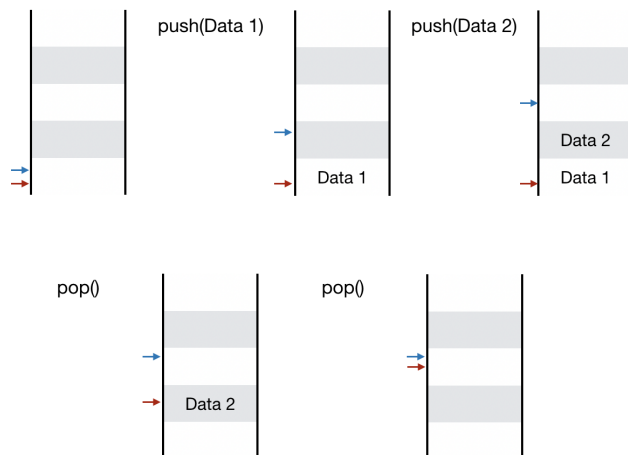 push(Data 1)
push(Data 2)
Data 1
Data 2
Data 1
pop()
pop()
Data 2